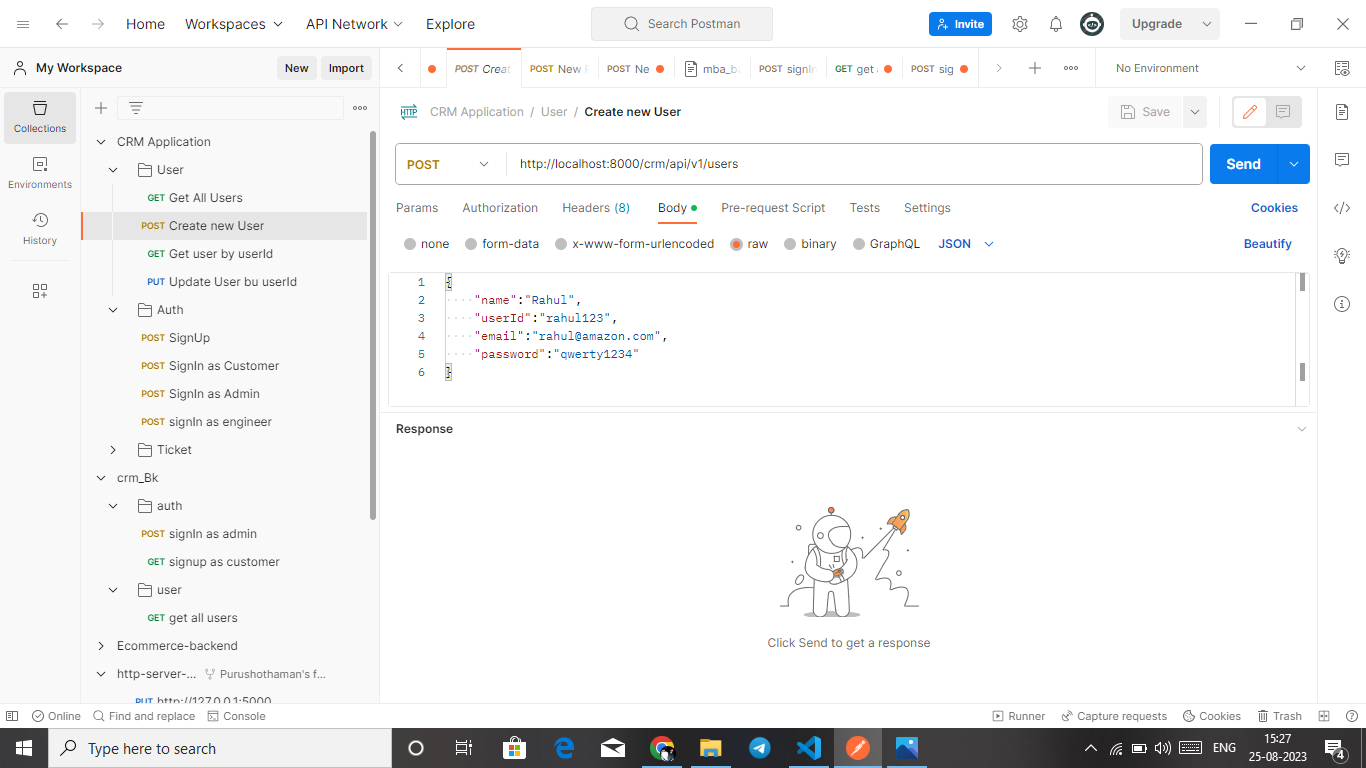 Home Workspaces API Network Explore Search Postman Invite Upgrade
My Workspace New Import POST Creat POST New POST Ne mba_b POST signIn GET get POST sig No Environment
Collections
Environments
History
CRM Application
User
GET Get All Users
POST Create new User
GET Get user by userId
PUT Update User bu userId
Auth
POST SignUp
POST SignIn as Customer
POST SignIn as Admin
POST signIn as engineer
Ticket
crm_Bk
auth
POST signIn as admin
GET signup as customer
user
GET get all users
Ecommerce-backend
http-server-... Purushothaman's f...
PUT http://127.0.0.1:5000
HTTP CRM Application / User / Create new User Save
POST http://localhost:8000/crm/api/v1/users Send
Params Authorization Headers (8) Body Pre-request Script Tests Settings Cookies
none form-data x-www-form-urlencoded raw binary GraphQL JSON Beautify
1 {
2 "name":"Rahul",
3 "userId":"rahul123",
4 "email":"rahul@amazon.com",
5 "password":"qwerty1234"
6 }
Response
Click Send to get a response
Online Find and replace Console Runner Capture requests Cookies Trash
Type here to search ENG 15:27
25-08-2023 4